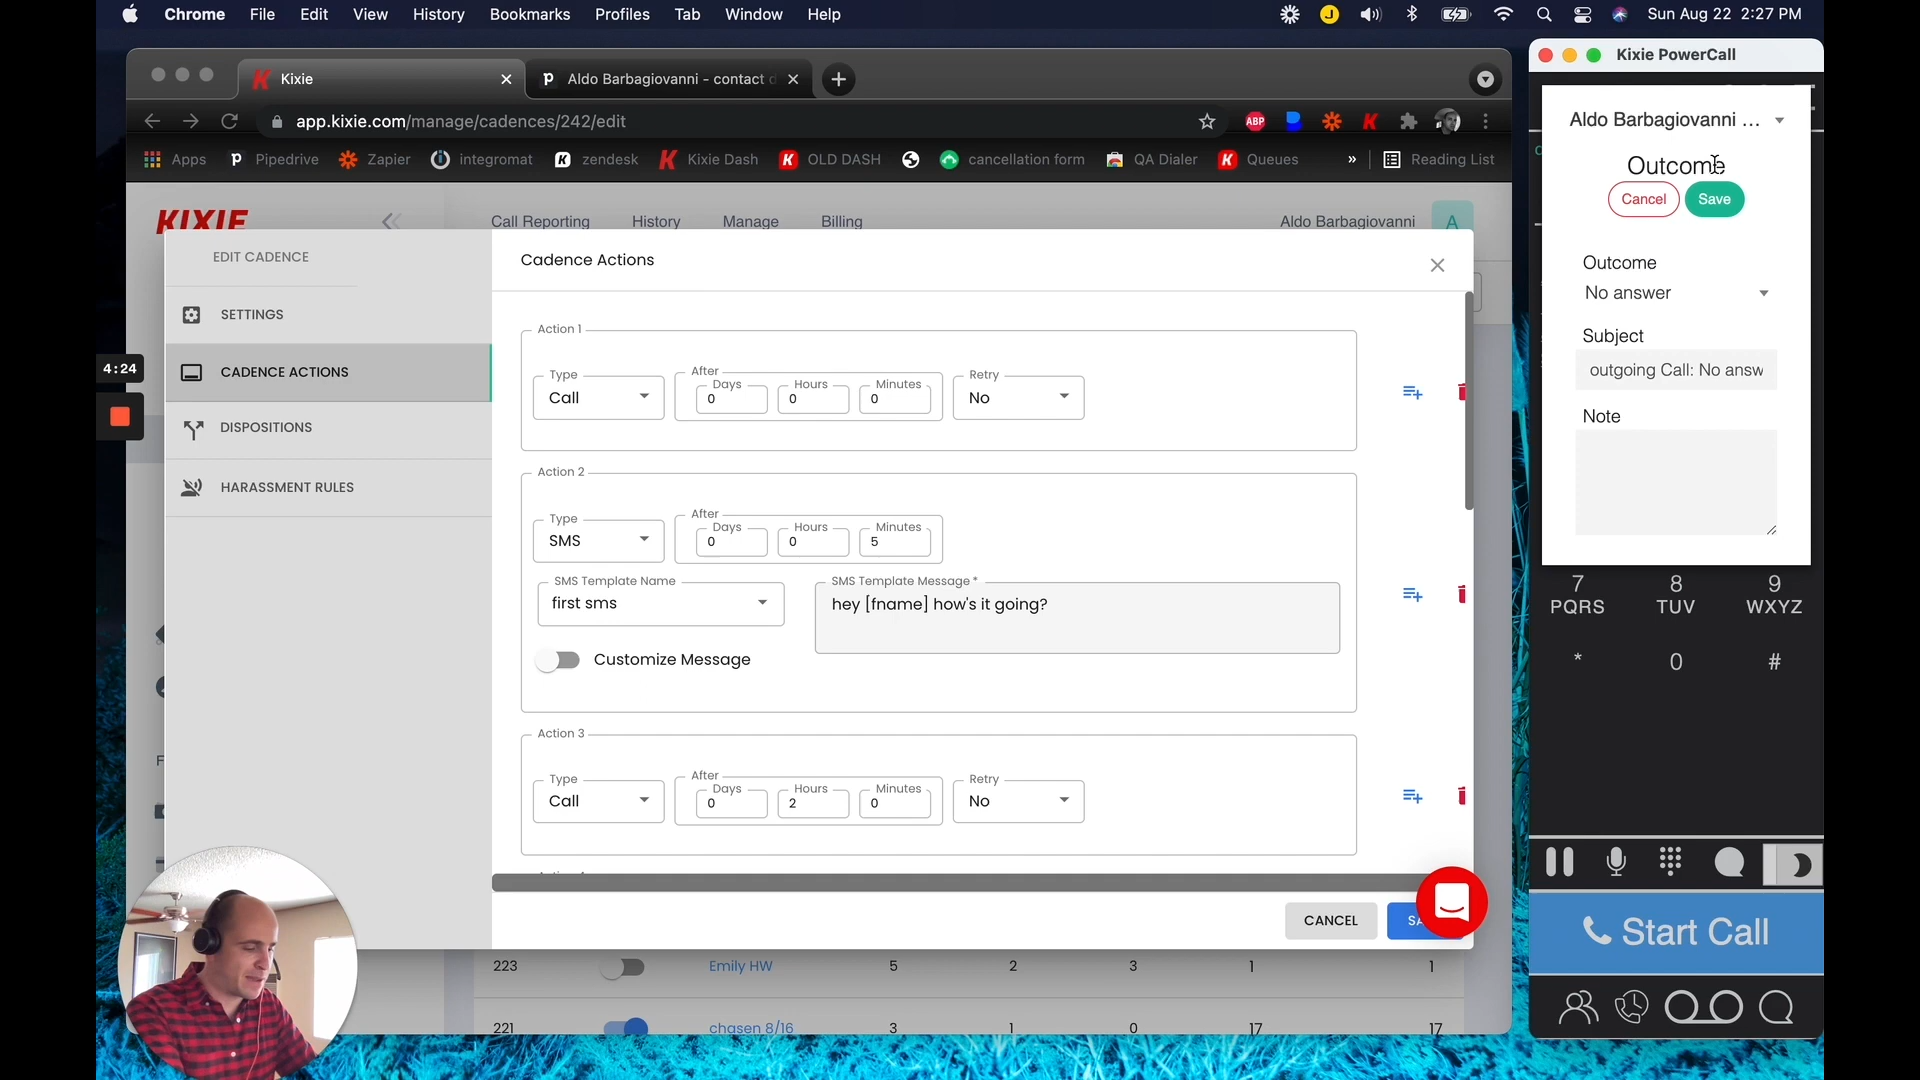 Chrome File Edit View History Bookmarks Profiles Tab Window Help
J
Sun Aug 22 2:27 PM
Kixie
Aldo Barbagiovanni - contact d
Kixie PowerCall
app.kixie.com/manage/cadences/242/edit
ABP
Apps Pipedrive Zapier integromat zendesk Kixie Dash OLD DASH cancellation form QA Dialer Queues » Reading List
KIXIE
Call Reporting History Manage Billing
Aldo Barbagiovanni A
EDIT CADENCE
SETTINGS
CADENCE ACTIONS
DISPOSITIONS
HARASSMENT RULES
4:24
Cadence Actions
Action 1
Type
Call
After
Days
0
Hours
0
Minutes
0
Retry
No
Action 2
Type
SMS
After
Days
0
Hours
0
Minutes
5
SMS Template Name
first sms
SMS Template Message *
hey [fname] how's it going?
Customize Message
Action 3
Type
Call
After
Days
0
Hours
2
Minutes
0
Retry
No
CANCEL
SA
223 Emily HW 5 2 3 1 1
221 chasen 8/16 3 1 0 17 17
Aldo Barbagiovanni ...
Outcome
Cancel Save
Outcome
No answer
Subject
outgoing Call: No answ
Note
7 8 9
PQRS TUV WXYZ
* 0 #
Start Call